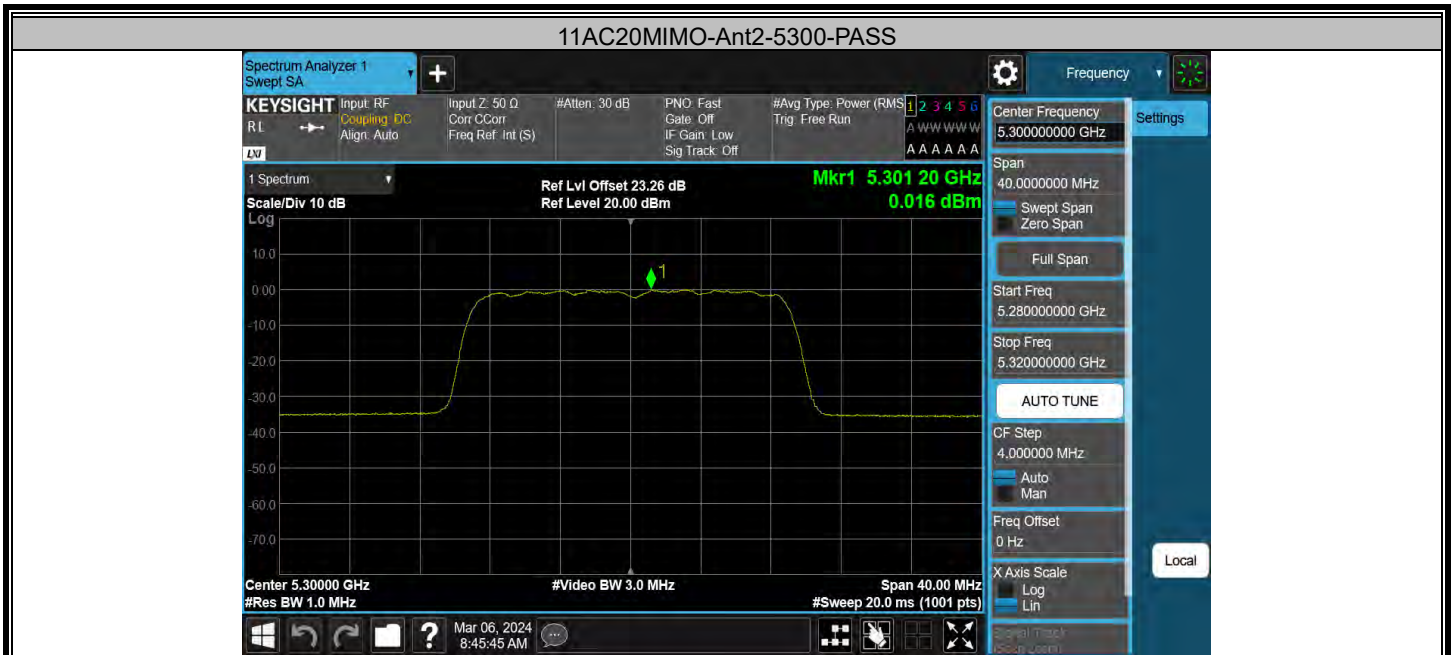 11AC20MIMO-Ant2-5300-PASS
Spectrum Analyzer 1
Swept SA
+
Frequency
KEYSIGHT
RL
LXI
Input: RF
Coupling: DC
Align: Auto
Input Z: 50 Ω
Corr CCorr
Freq Ref: Int (S)
#Atten: 30 dB
PNO: Fast
Gate: Off
IF Gain: Low
Sig Track: Off
#Avg Type: Power (RMS
Trig: Free Run
1 2 3 4 5 6
A W W W W W
A A A A A A
1 Spectrum
Scale/Div 10 dB
Log
Ref Lvl Offset 23.26 dB
Ref Level 20.00 dBm
Mkr1 5.301 20 GHz
0.016 dBm
10.0
0.00
-10.0
-20.0
-30.0
-40.0
-50.0
-60.0
-70.0
1
Center 5.30000 GHz
#Res BW 1.0 MHz
#Video BW 3.0 MHz
Span 40.00 MHz
#Sweep 20.0 ms (1001 pts)
Center Frequency
5.300000000 GHz
Settings
Span
40.0000000 MHz
Swept Span
Zero Span
Full Span
Start Freq
5.280000000 GHz
Stop Freq
5.320000000 GHz
AUTO TUNE
CF Step
4.000000 MHz
Auto
Man
Freq Offset
0 Hz
X Axis Scale
Log
Lin
Local
?
Mar 06, 2024
8:45:45 AM